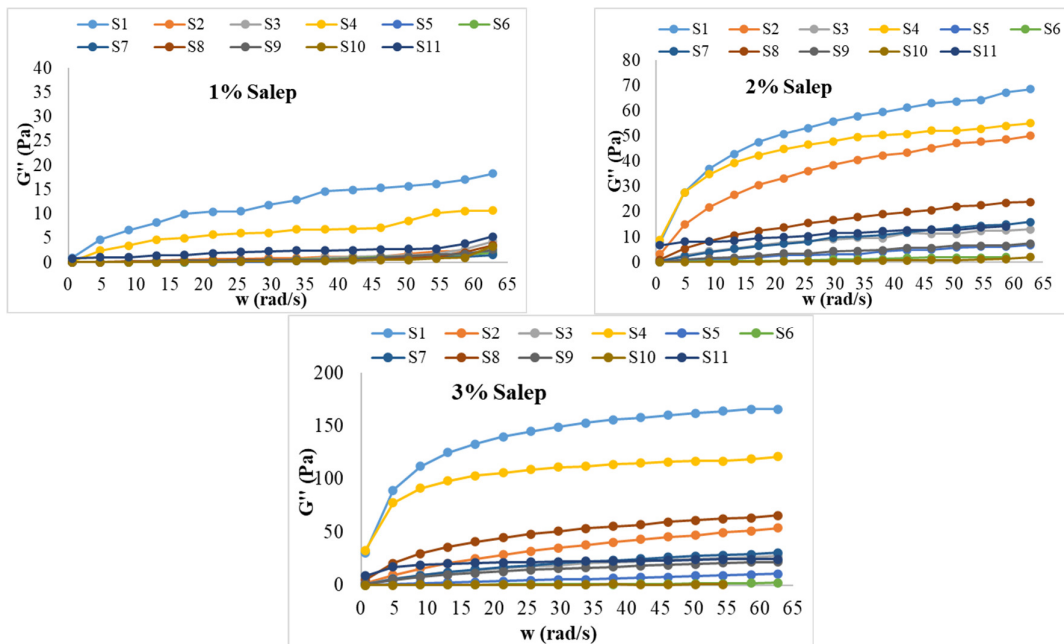 S1 S2 S3 S4 S5 S6
S7 S8 S9 S10 S11
1% Salep
G'' (Pa)
40
35
30
25
20
15
10
5
0
0 5 10 15 20 25 30 35 40 45 50 55 60 65
w (rad/s)
S1 S2 S3 S4 S5 S6
S7 S8 S9 S10 S11
2% Salep
G'' (Pa)
80
70
60
50
40
30
20
10
0
0 5 10 15 20 25 30 35 40 45 50 55 60 65
w (rad/s)
S1 S2 S3 S4 S5 S6
S7 S8 S9 S10 S11
3% Salep
G'' (Pa)
200
150
100
50
0
0 5 10 15 20 25 30 35 40 45 50 55 60 65
w (rad/s)